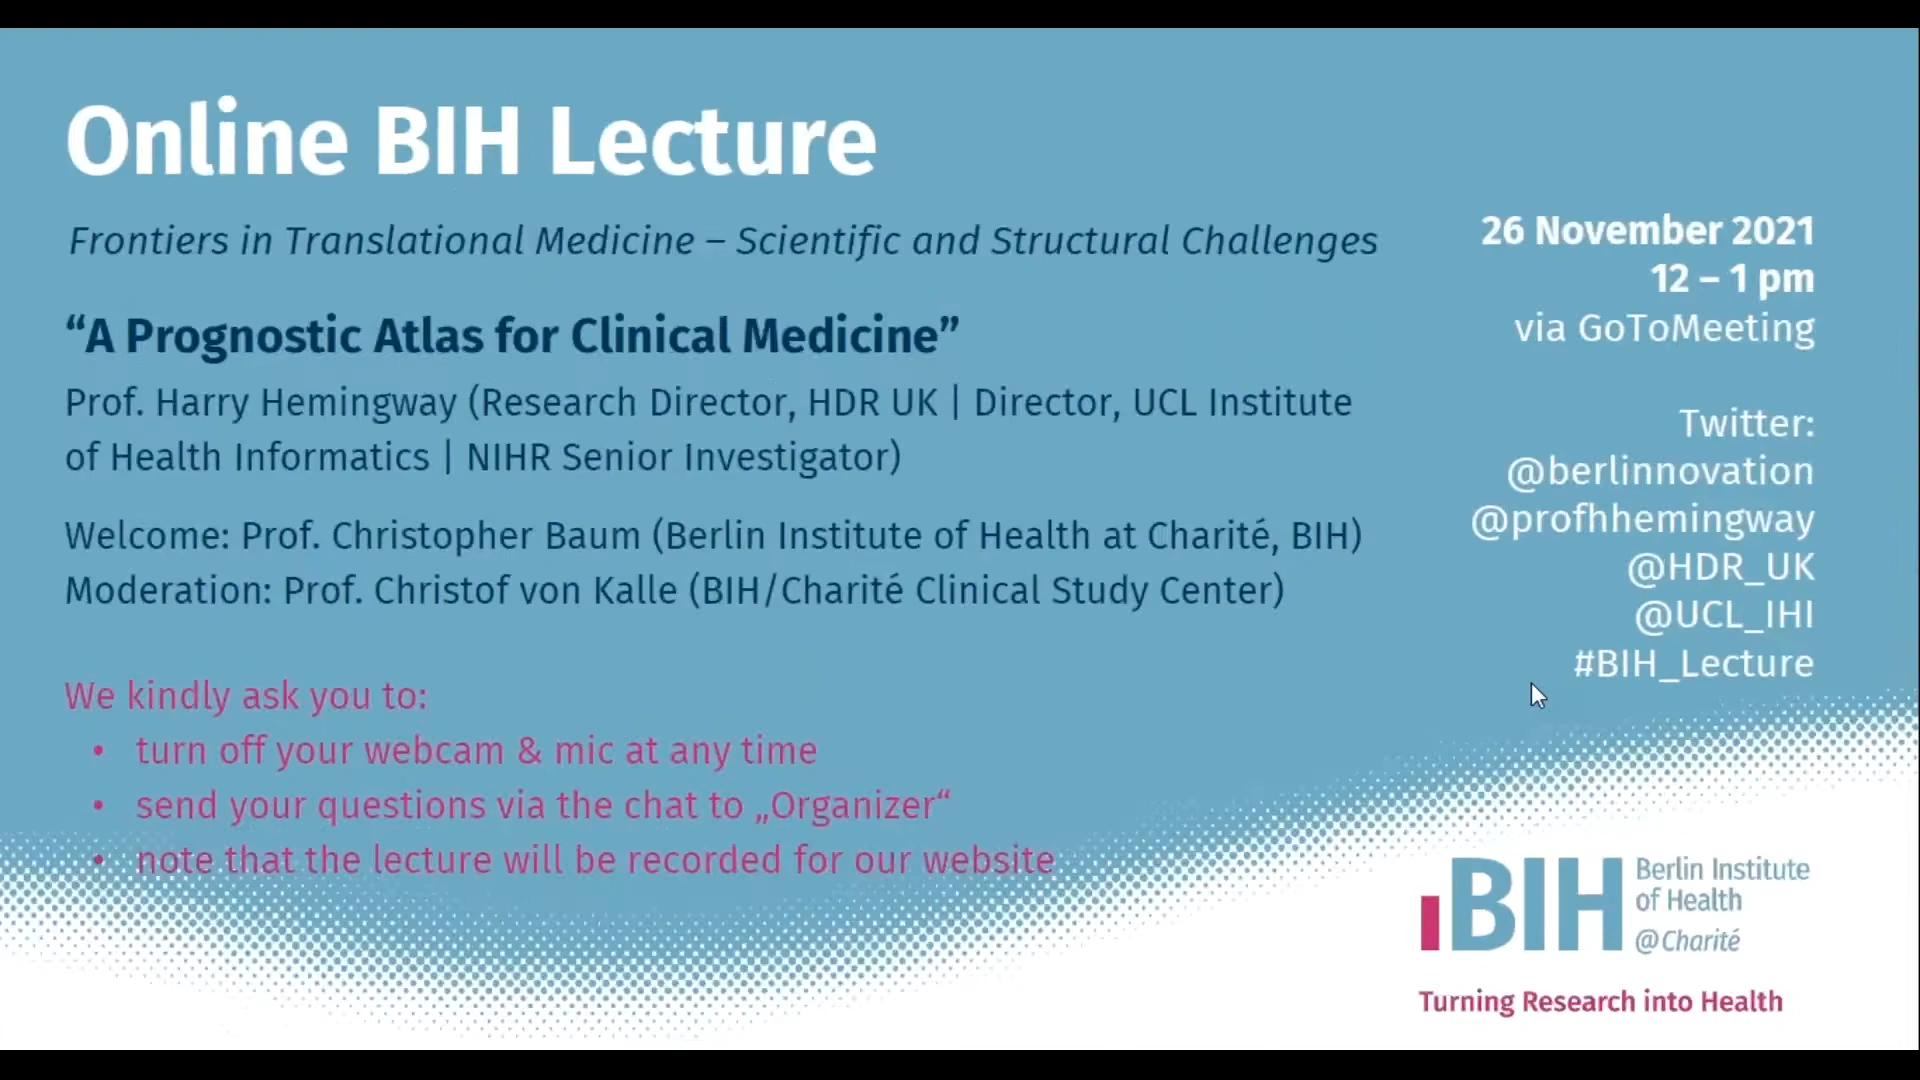 Online BIH Lecture
Frontiers in Translational Medicine – Scientific and Structural Challenges
“A Prognostic Atlas for Clinical Medicine”
Prof. Harry Hemingway (Research Director, HDR UK | Director, UCL Institute
of Health Informatics | NIHR Senior Investigator)
Welcome: Prof. Christopher Baum (Berlin Institute of Health at Charité, BIH)
Moderation: Prof. Christof von Kalle (BIH/Charité Clinical Study Center)
We kindly ask you to:
• turn off your webcam & mic at any time
• send your questions via the chat to „Organizer“
• note that the lecture will be recorded for our website
26 November 2021
12 – 1 pm
via GoToMeeting
Twitter:
@berlinnovation
@profhhemingway
@HDR_UK
@UCL_IHI
#BIH_Lecture
BIH
Berlin Institute
of Health
@Charité
Turning Research into Health